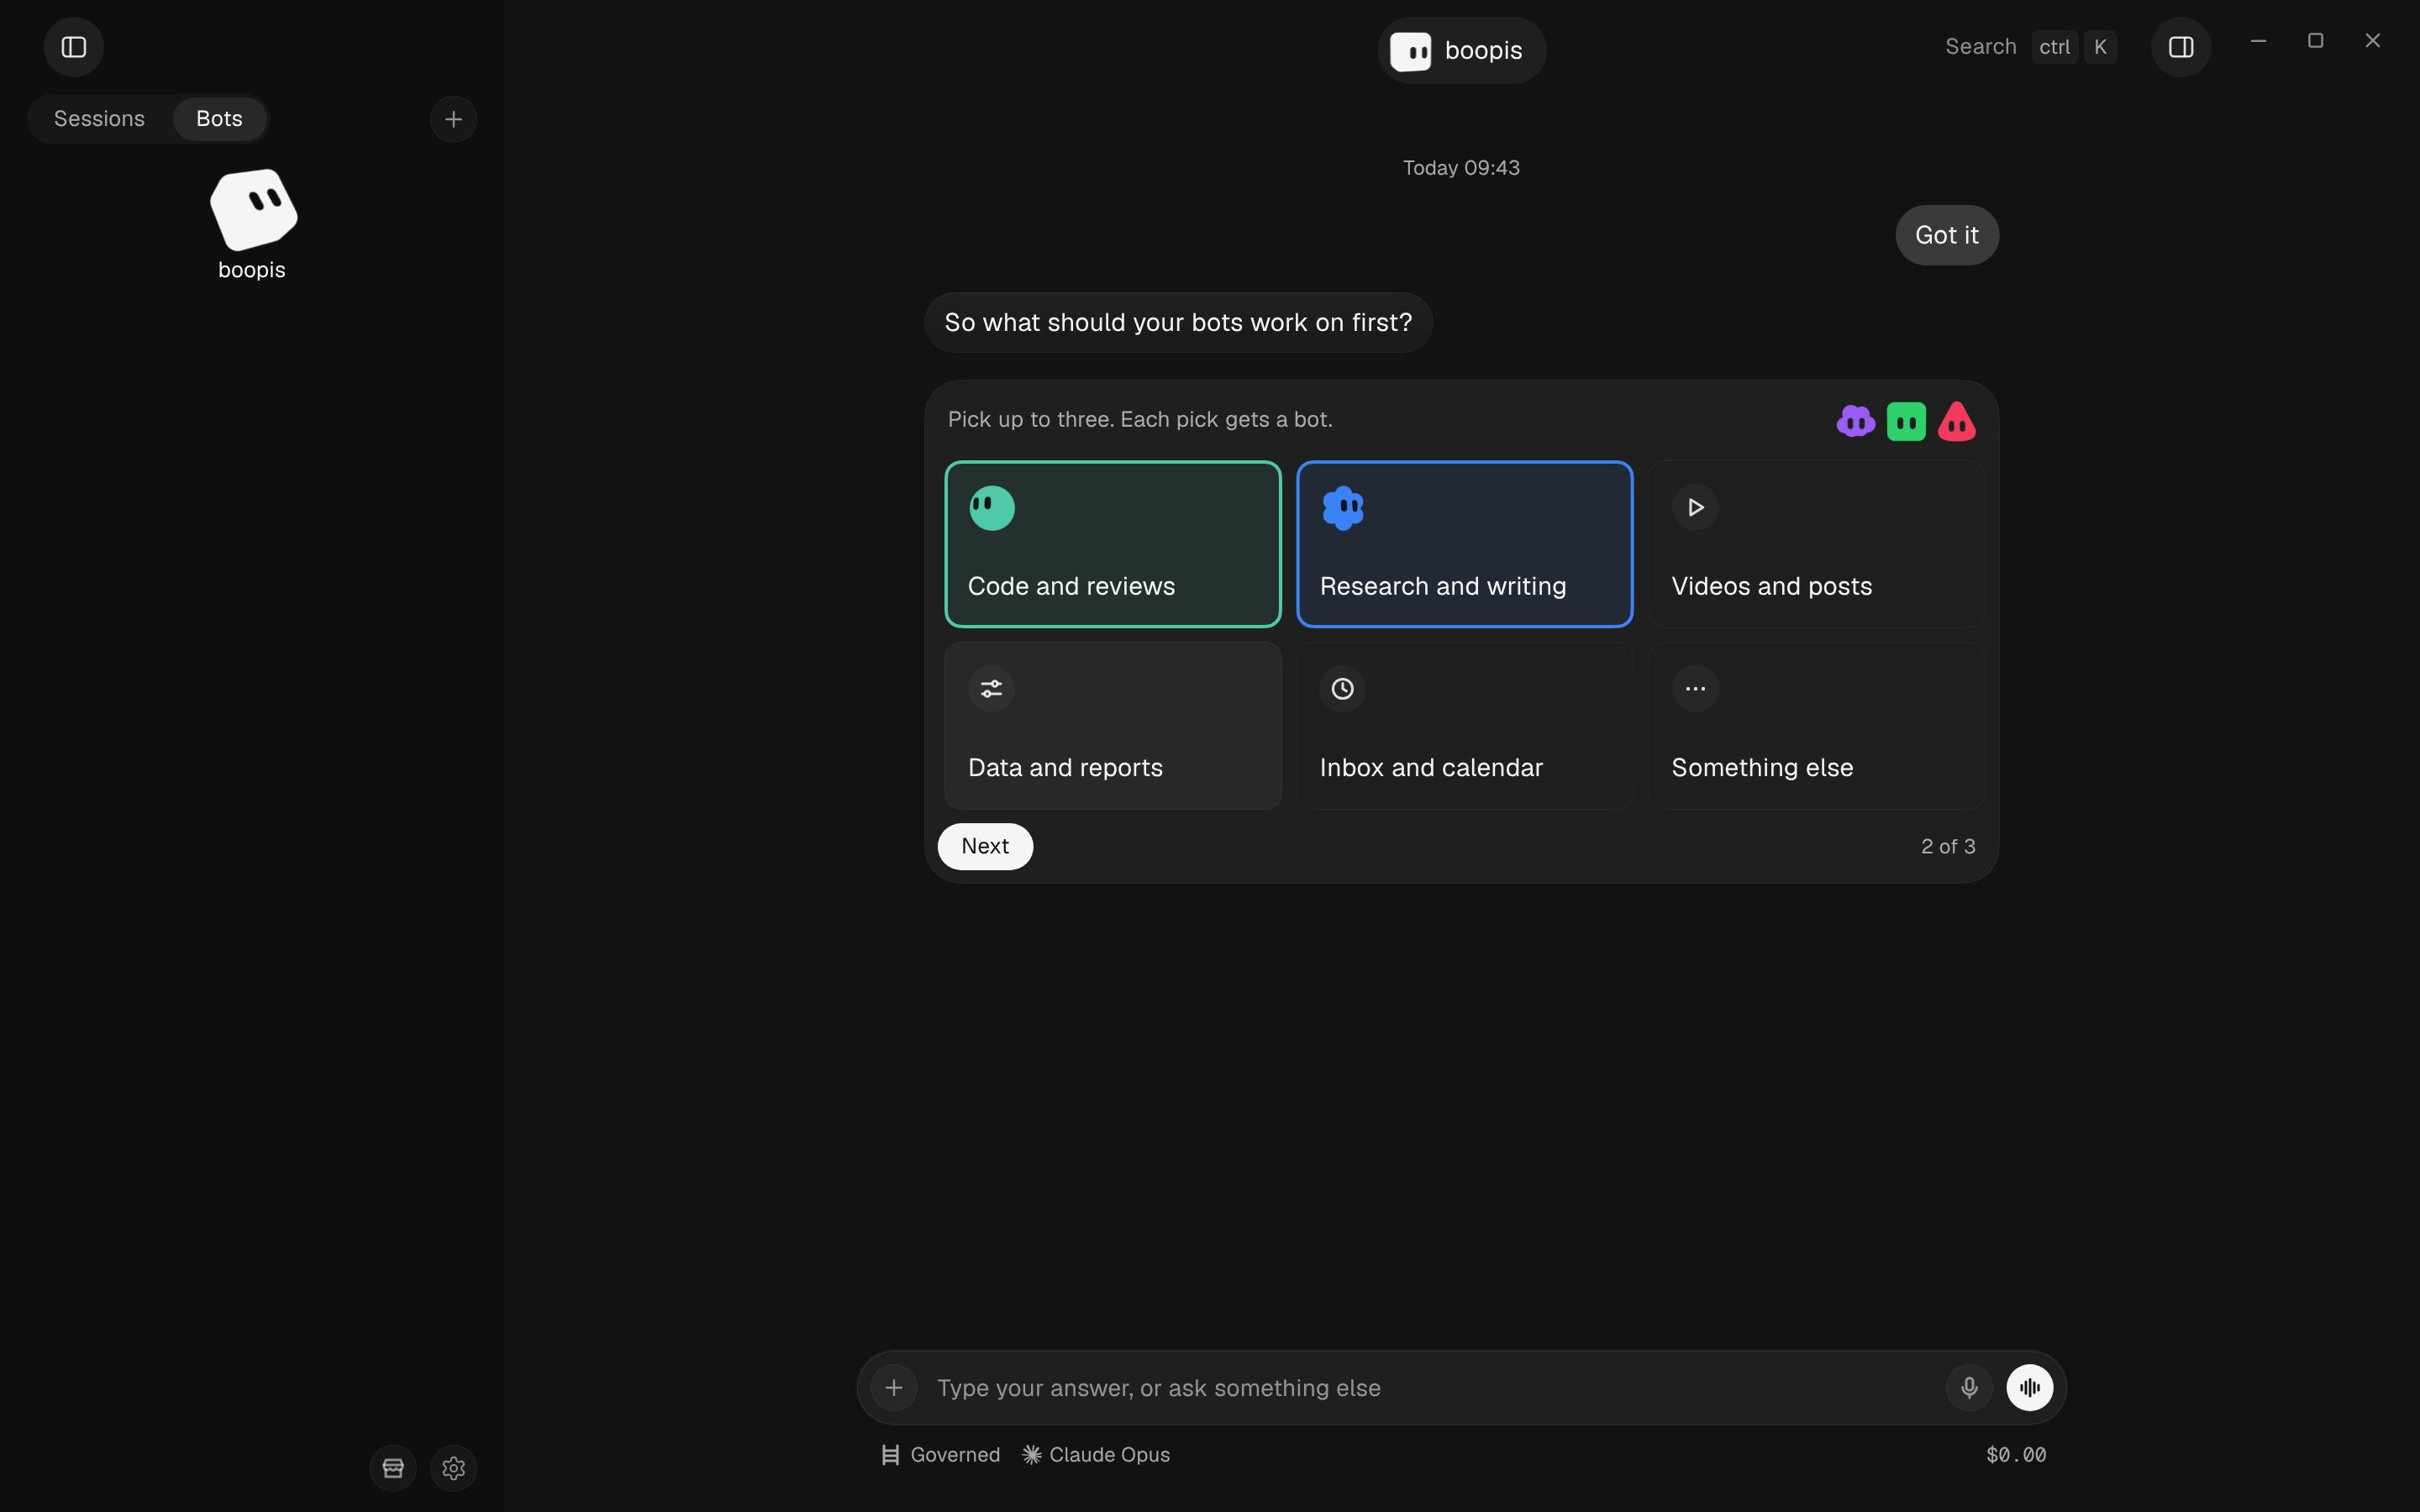 boopis
Search ctrl K
Sessions
Bots
boopis
Today 09:43
Got it
So what should your bots work on first?
Pick up to three. Each pick gets a bot.
Code and reviews
Research and writing
Videos and posts
Data and reports
Inbox and calendar
Something else
Next
2 of 3
Type your answer, or ask something else
Governed
Claude Opus
$0.00